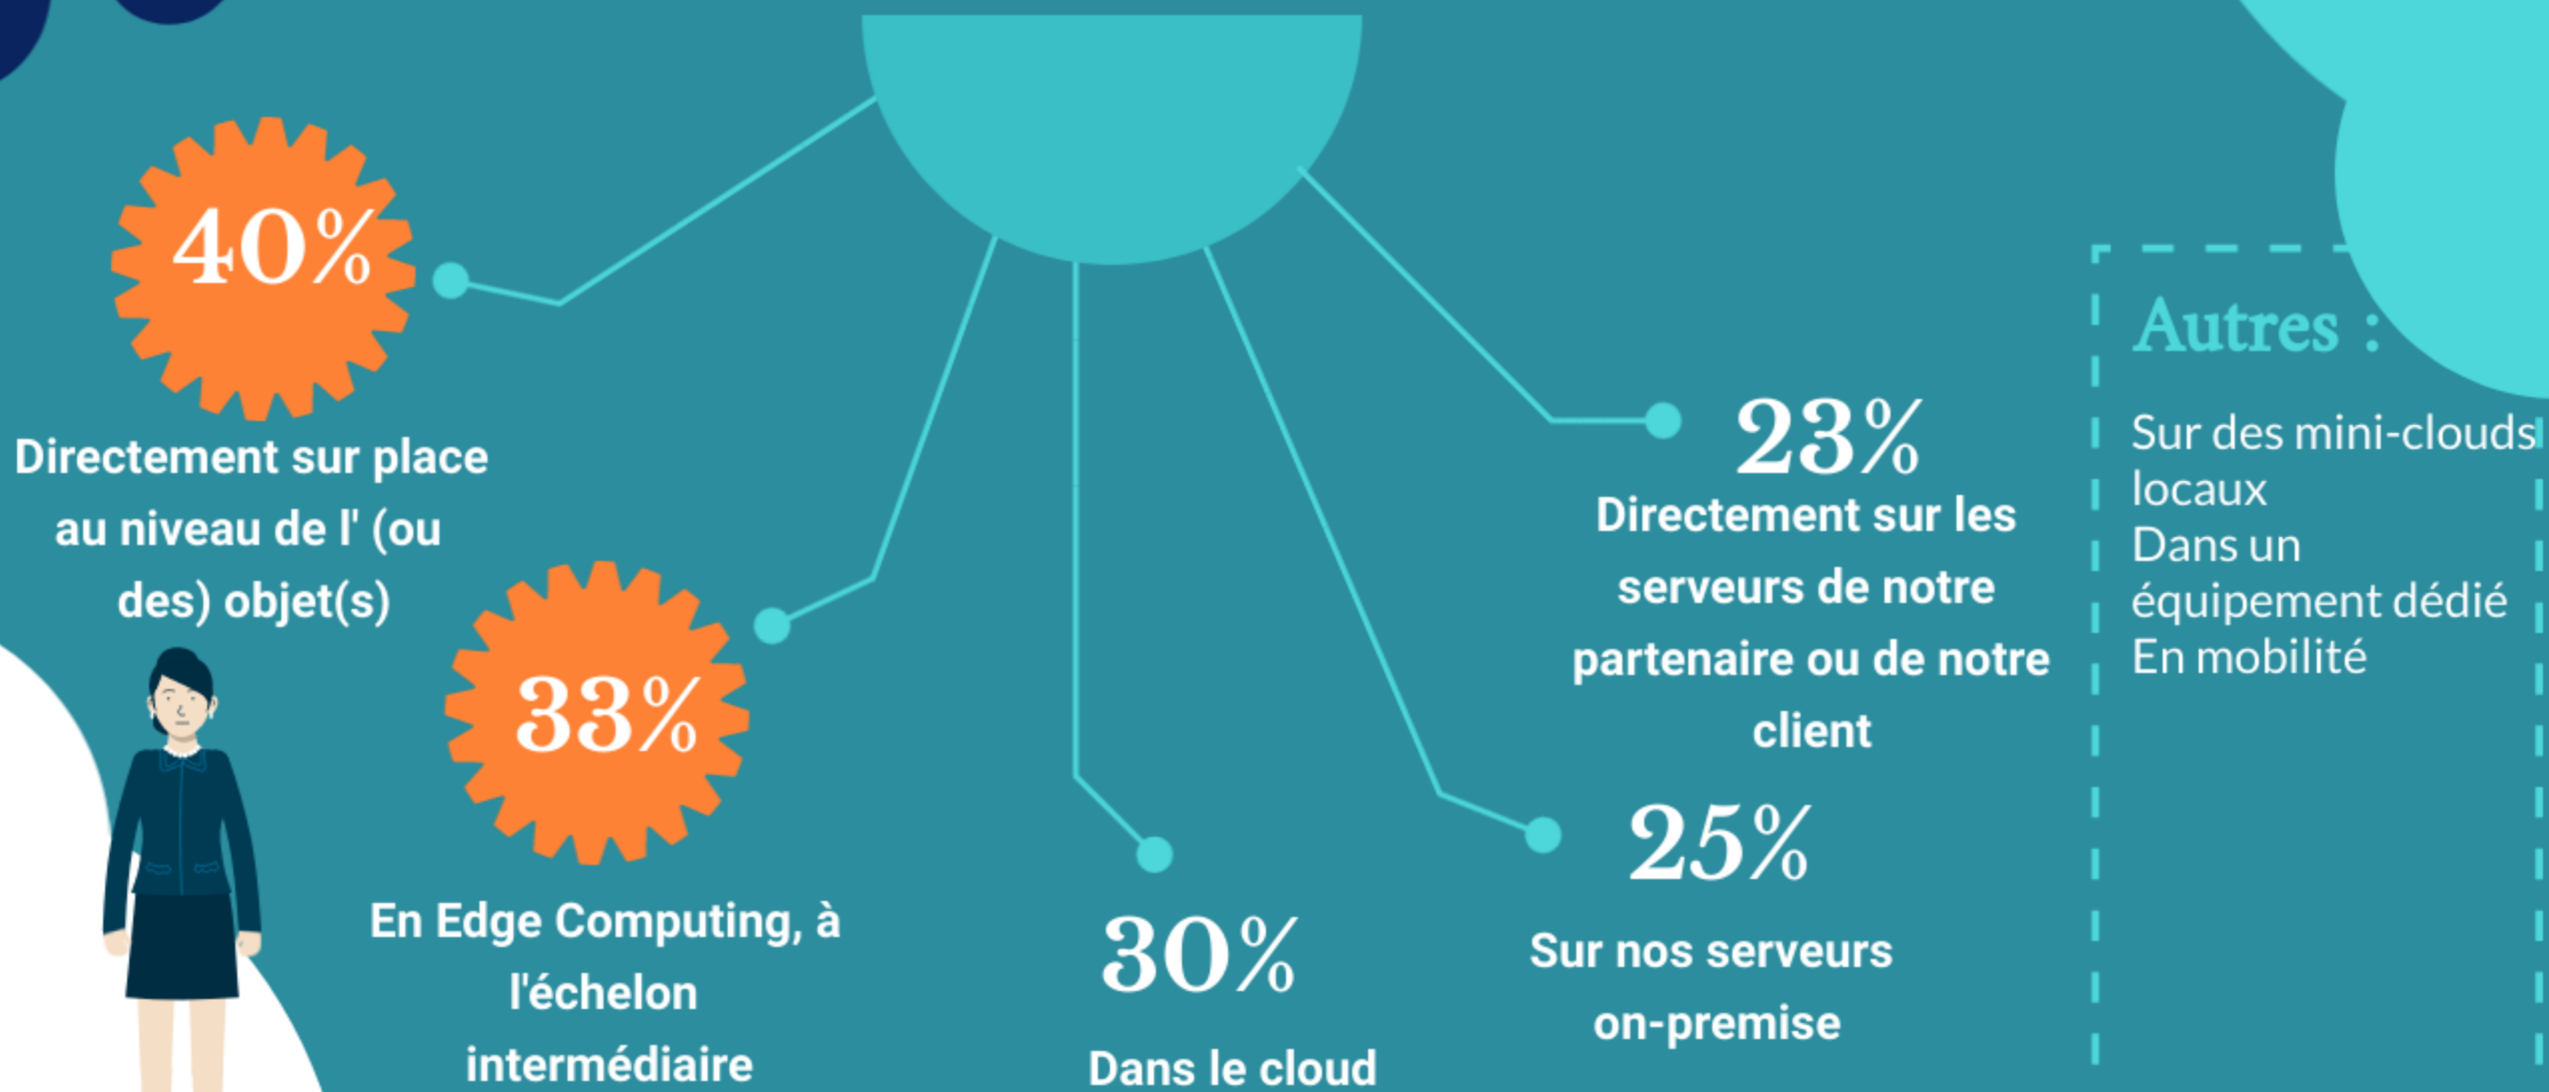 40%
Directement sur place
au niveau de l' (ou
des) objet(s)
33%
En Edge Computing, à
l'échelon
intermédiaire
30%
Dans le cloud
25%
Sur nos serveurs
on-premise
23%
Directement sur les
serveurs de notre
partenaire ou de notre
client
Autres :
Sur des mini-clouds
locaux
Dans un
équipement dédié
En mobilité